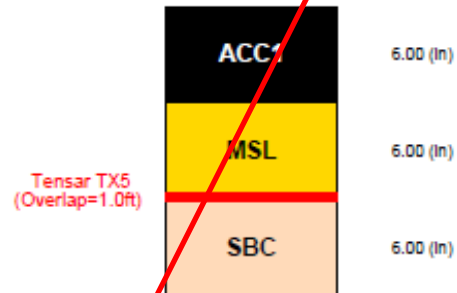 ACC1
6.00 (in)
MSL
6.00 (in)
Tensar TX5
(Overlap=1.0ft)
SBC
6.00 (in)